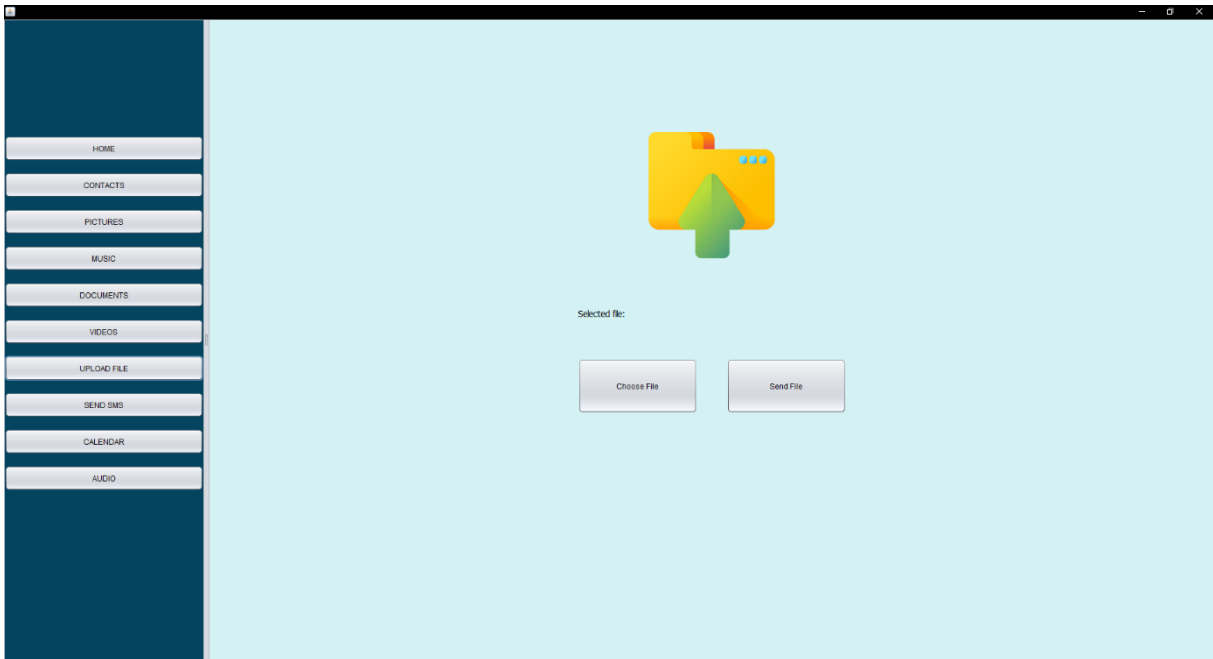 HOME
CONTACTS
PICTURES
MUSIC
DOCUMENTS
VIDEOS
UPLOAD FILE
SEND SMS
CALENDAR
AUDIO
Selected file:
Choose File
Send File